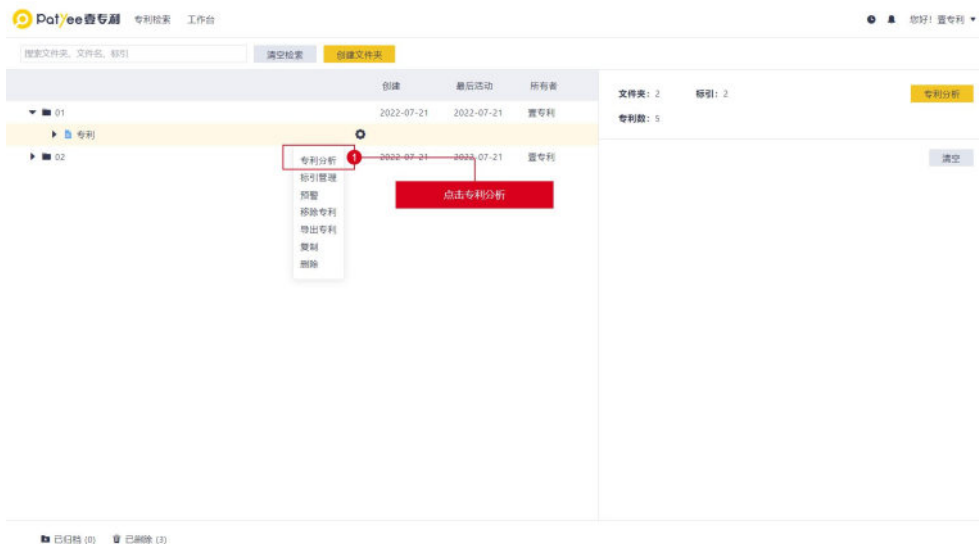 Patyee壹专利 专利检索 工作台 您好！壹专利
搜索文件夹、文件名、标引 清空检索 创建文件夹
创建 最后活动 所有者
文件夹：2 标引：2 专利分析
01 2022-07-21 2022-07-21 壹专利
专利数：5
专利
02 2022-07-21 2022-07-21 壹专利
清空
专利分析 1
标引管理
点击专利分析
预警
移除专利
导出专利
复制
删除
已归档 (0) 已删除 (3)